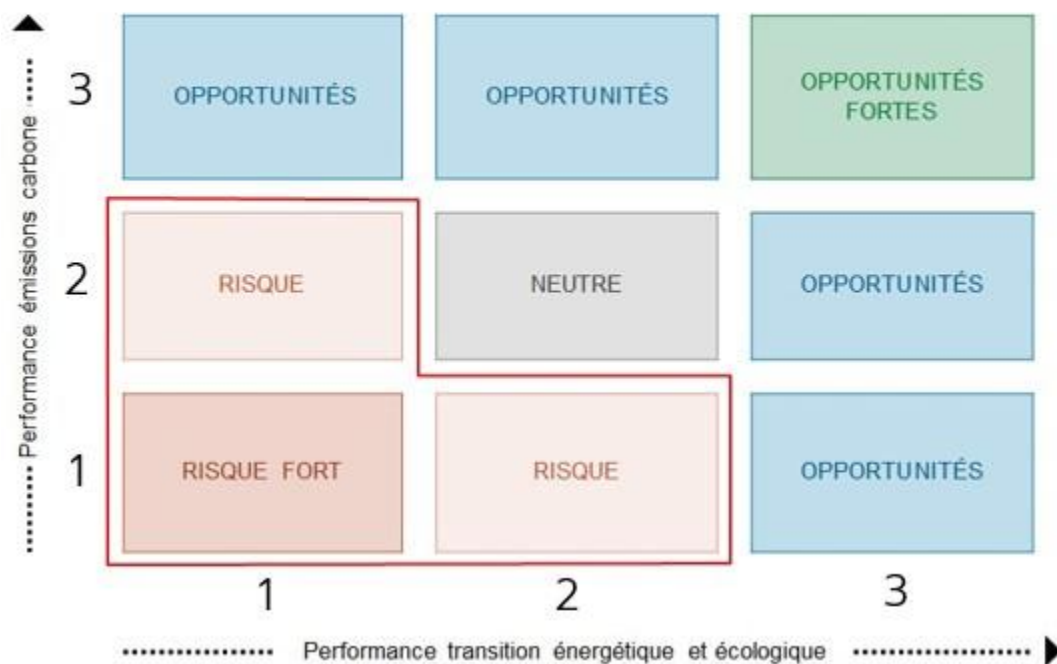 Performance émissions carbone
3
OPPORTUNITÉS
OPPORTUNITÉS
OPPORTUNITÉS
FORTES
2
RISQUE
NEUTRE
OPPORTUNITÉS
1
RISQUE FORT
RISQUE
OPPORTUNITÉS
1
2
3
Performance transition énergétique et écologique